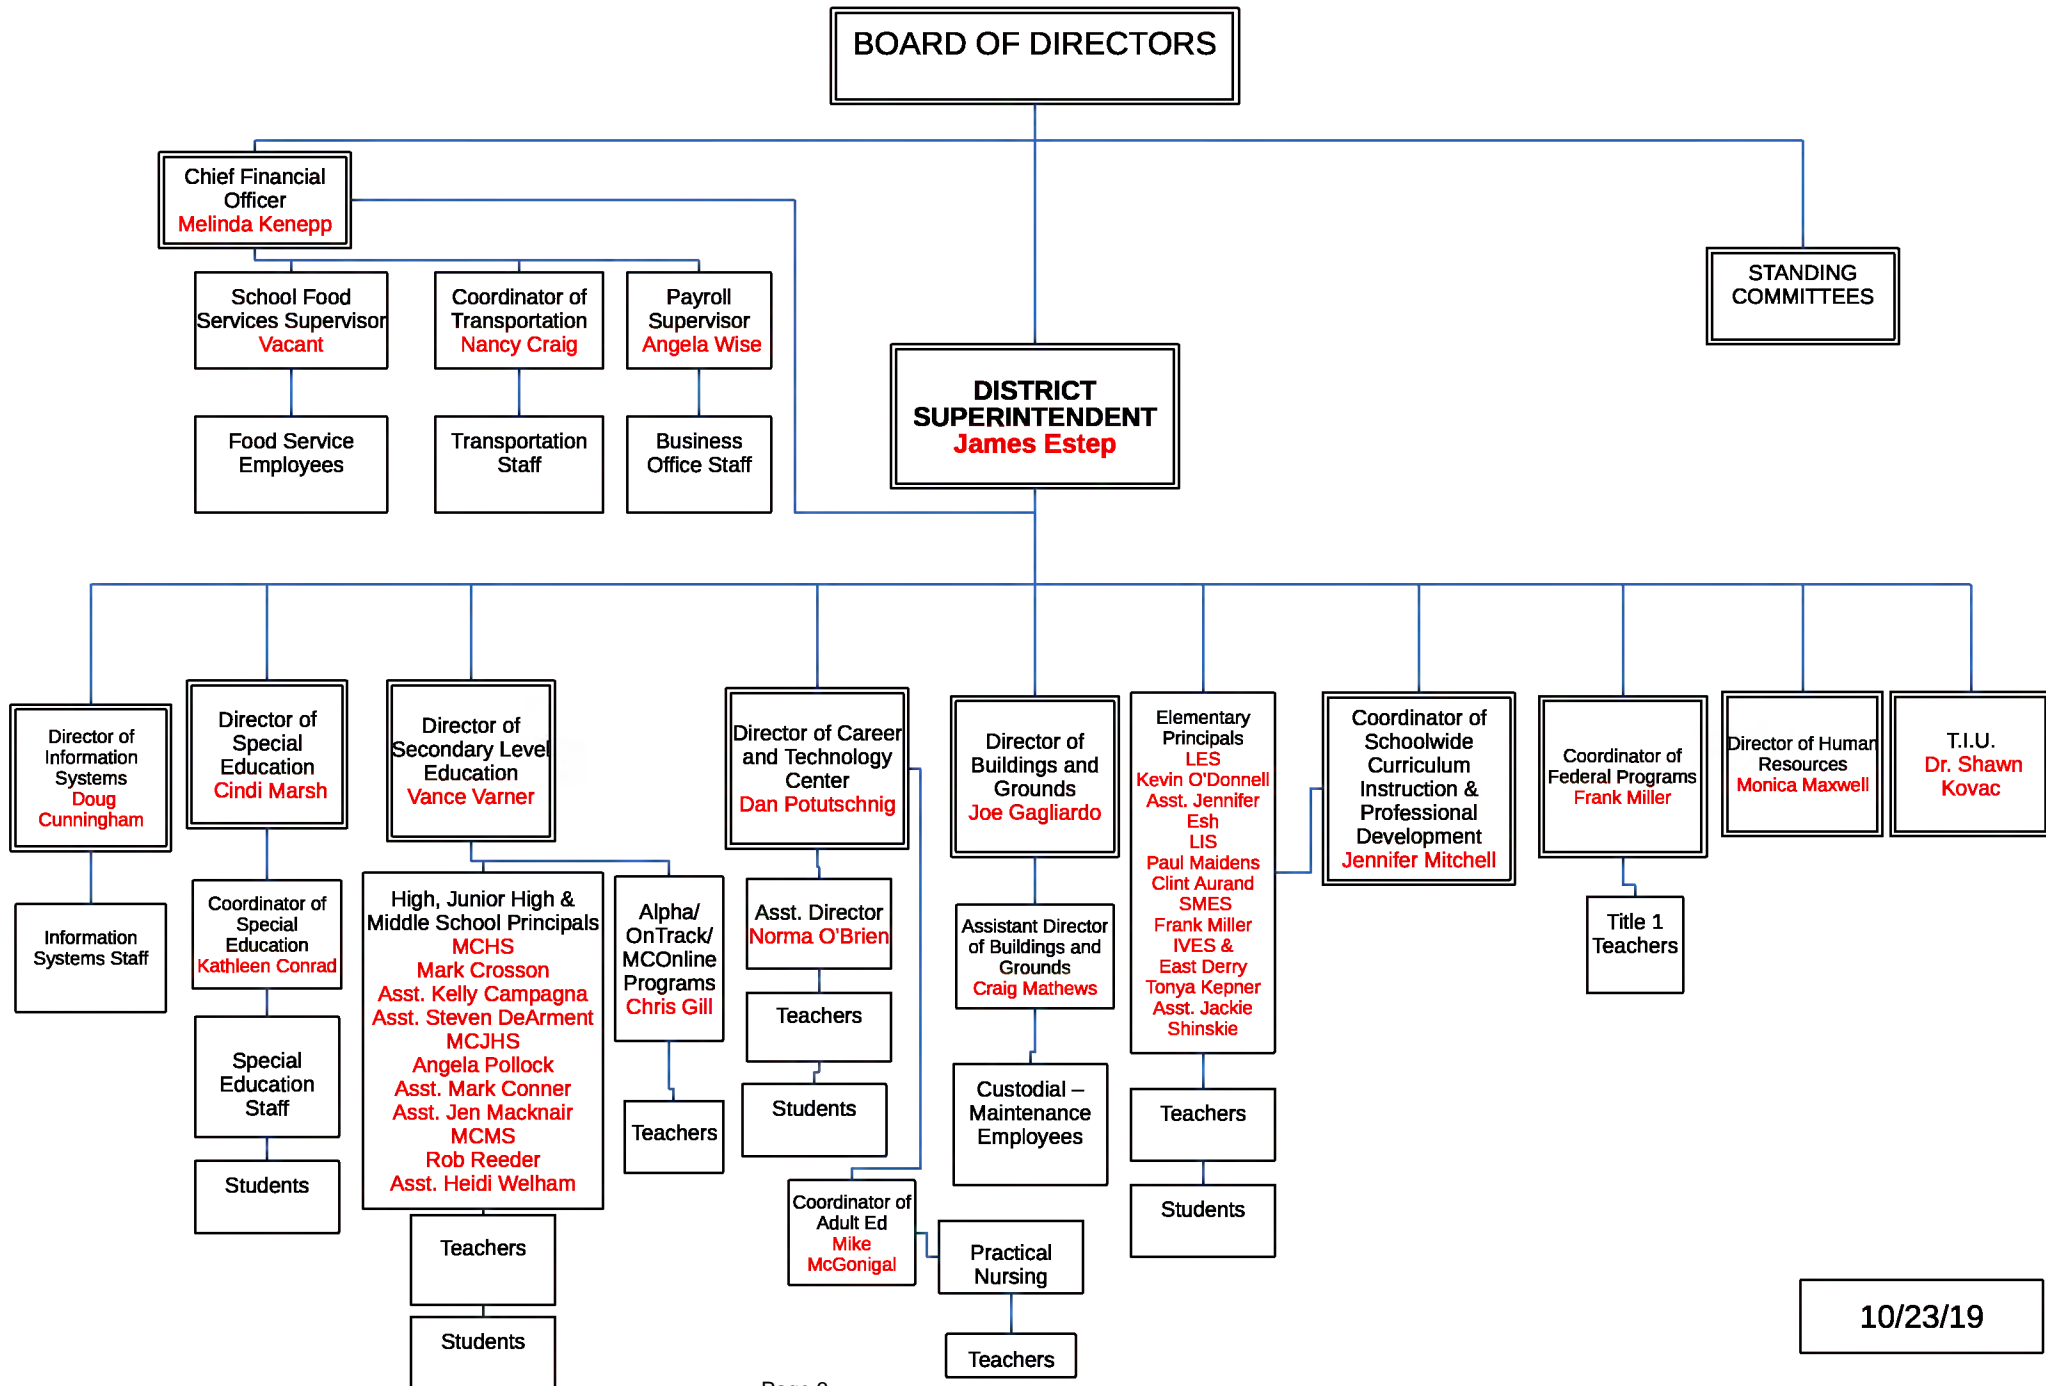 BOARD OF DIRECTORS
Chief Financial
Officer
Melinda Kenepp
STANDING
COMMITTEES
School Food
Services Supervisor
Vacant
Coordinator of
Transportation
Nancy Craig
Payroll
Supervisor
Angela Wise
DISTRICT
SUPERINTENDENT
James Estep
Food Service
Employees
Transportation
Staff
Business
Office Staff
Director of
Information
Systems
Doug
Cunningham
Information
Systems Staff
Director of
Special
Education
Cindi Marsh
Coordinator of
Special
Education
Kathleen Conrad
Special
Education
Staff
Students
Director of
Secondary Level
Education
Vance Varner
High, Junior High &
Middle School Principals
MCHS
Mark Crosson
Asst. Kelly Campagna
Asst. Steven DeArment
MCJHS
Angela Pollock
Asst. Mark Conner
Asst. Jen Macknair
MCMS
Rob Reeder
Asst. Heidi Welham
Teachers
Students
Alpha/
OnTrack/
MCOnline
Programs
Chris Gill
Teachers
Director of Career
and Technology
Center
Dan Potutschnig
Asst. Director
Norma O'Brien
Teachers
Students
Coordinator of
Adult Ed
Mike
McGonigal
Practical
Nursing
Teachers
Director of
Buildings and
Grounds
Joe Gagliardo
Assistant Director
of Buildings and
Grounds
Craig Mathews
Custodial –
Maintenance
Employees
Elementary
Principals
LES
Kevin O'Donnell
Asst. Jennifer
Esh
LIS
Paul Maidens
Clint Aurand
SMES
Frank Miller
IVES &
East Derry
Tonya Kepner
Asst. Jackie
Shinskie
Teachers
Students
Coordinator of
Schoolwide
Curriculum
Instruction &
Professional
Development
Jennifer Mitchell
Coordinator of
Federal Programs
Frank Miller
Title 1
Teachers
Director of Human
Resources
Monica Maxwell
T.I.U.
Dr. Shawn
Kovac
10/23/19
Page